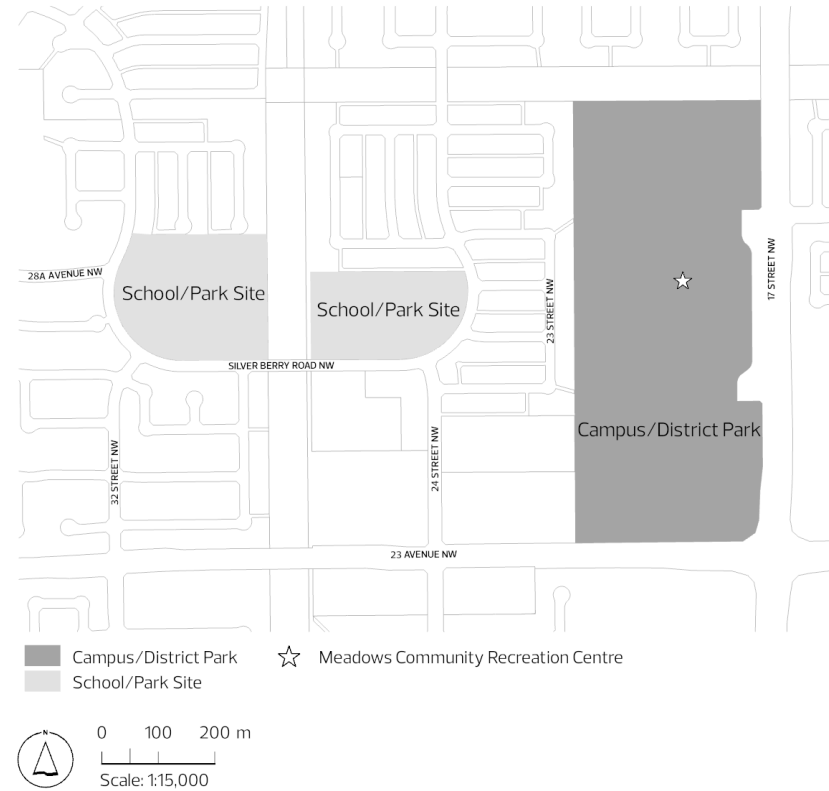 28A AVENUE NW
School/Park Site
School/Park Site
17 STREET NW
23 STREET NW
SILVER BERRY ROAD NW
Campus/District Park
32 STREET NW
24 STREET NW
23 AVENUE NW
Campus/District Park
Meadows Community Recreation Centre
School/Park Site
N
0 100 200 m
Scale: 1:15,000